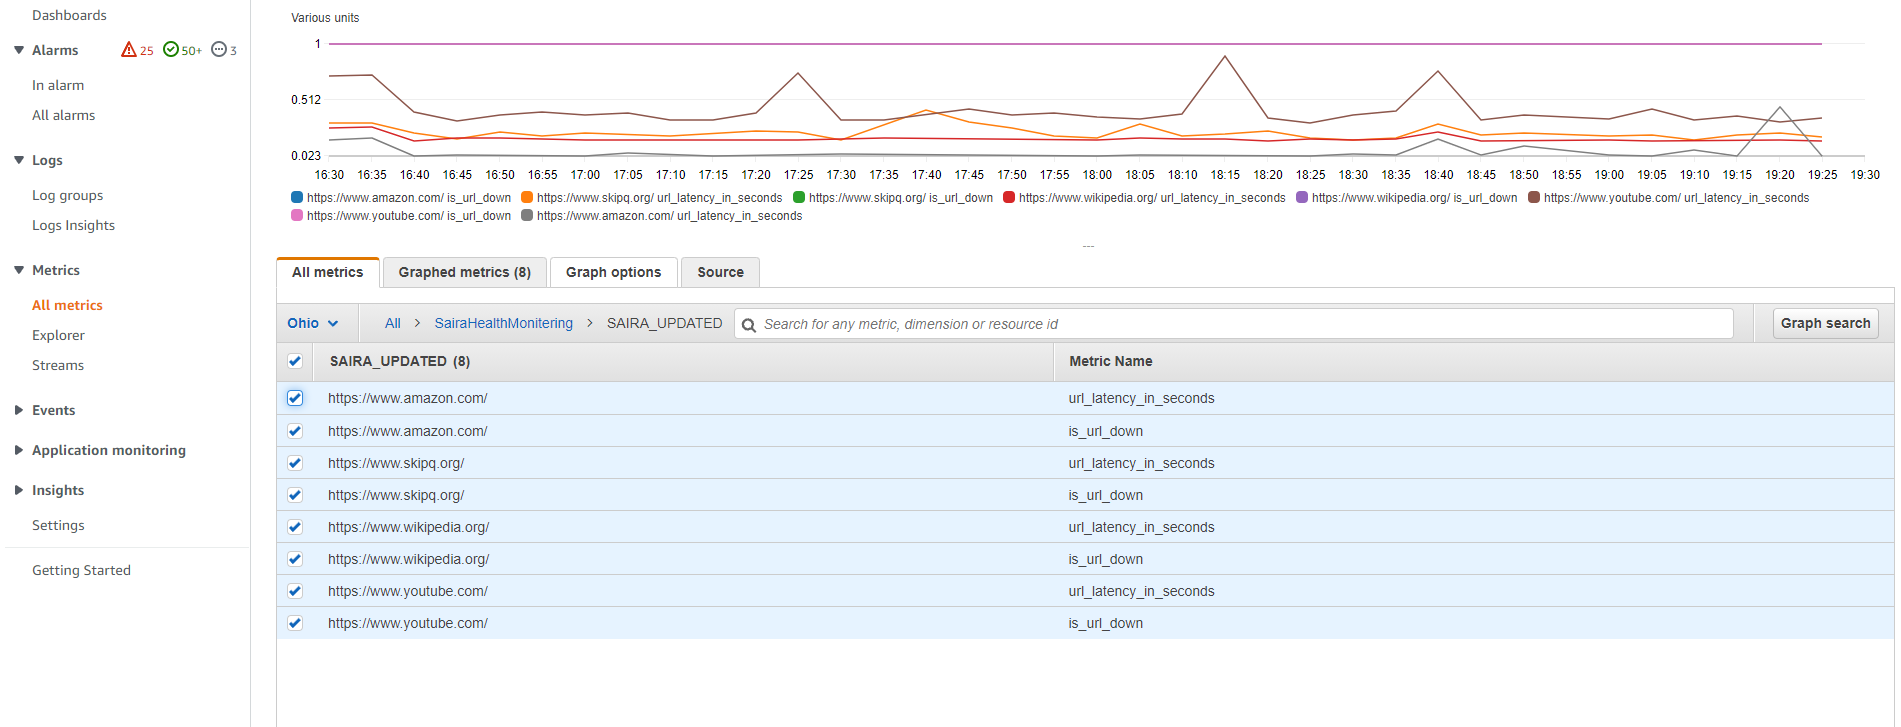 Dashboards
Alarms 25 50+ 3
In alarm
All alarms
Logs
Log groups
Logs Insights
Metrics
All metrics
Explorer
Streams
Events
Application monitoring
Insights
Settings
Getting Started
Various units
1
0.512
0.023
16:30 16:35 16:40 16:45 16:50 16:55 17:00 17:05 17:10 17:15 17:20 17:25 17:30 17:35 17:40 17:45 17:50 17:55 18:00 18:05 18:10 18:15 18:20 18:25 18:30 18:35 18:40 18:45 18:50 18:55 19:00 19:05 19:10 19:15 19:20 19:25 19:30
https://www.amazon.com/ is_url_down https://www.skipq.org/ url_latency_in_seconds https://www.skipq.org/ is_url_down https://www.wikipedia.org/ url_latency_in_seconds https://www.wikipedia.org/ is_url_down https://www.youtube.com/ url_latency_in_seconds
https://www.youtube.com/ is_url_down https://www.amazon.com/ url_latency_in_seconds
All metrics Graphed metrics (8) Graph options Source
Ohio All > SairaHealthMonitering > SAIRA_UPDATED Search for any metric, dimension or resource id Graph search
SAIRA_UPDATED (8) Metric Name
https://www.amazon.com/ url_latency_in_seconds
https://www.amazon.com/ is_url_down
https://www.skipq.org/ url_latency_in_seconds
https://www.skipq.org/ is_url_down
https://www.wikipedia.org/ url_latency_in_seconds
https://www.wikipedia.org/ is_url_down
https://www.youtube.com/ url_latency_in_seconds
https://www.youtube.com/ is_url_down